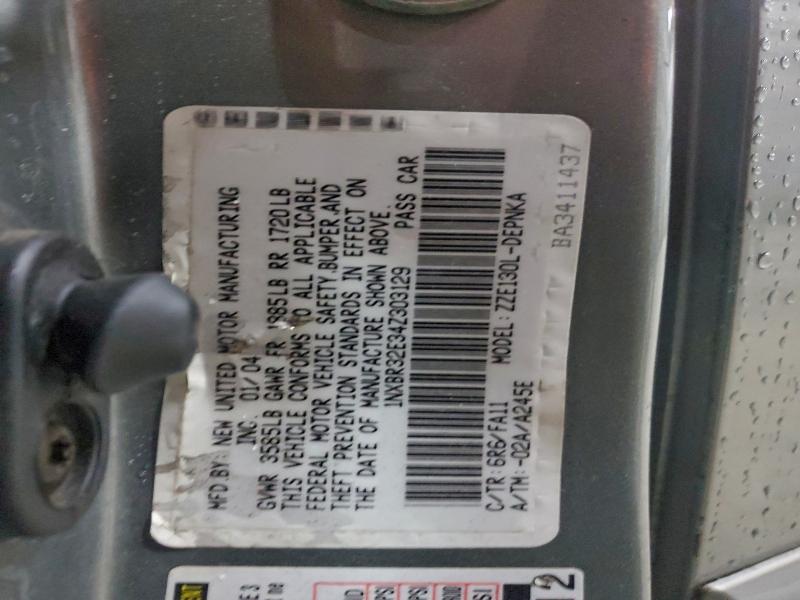 MFD.BY: NEW UNITED MOTOR MANUFACTURING
INC. 01/04
GVWR 3585LB GAWR FR 1985LB RR 1720LB
THIS VEHICLE CONFORMS TO ALL APPLICABLE
FEDERAL MOTOR VEHICLE SAFETY,BUMPER,AND
THEFT PREVENTION STANDARDS IN EFFECT ON
THE DATE OF MANUFACTURE SHOWN ABOVE.
1NXBR32E34Z303129 PASS CAR
C/TR: 6R6/FA11 MODEL: ZZE130L-DEPNKA
A/TM: -02A/A245E
BA3411437